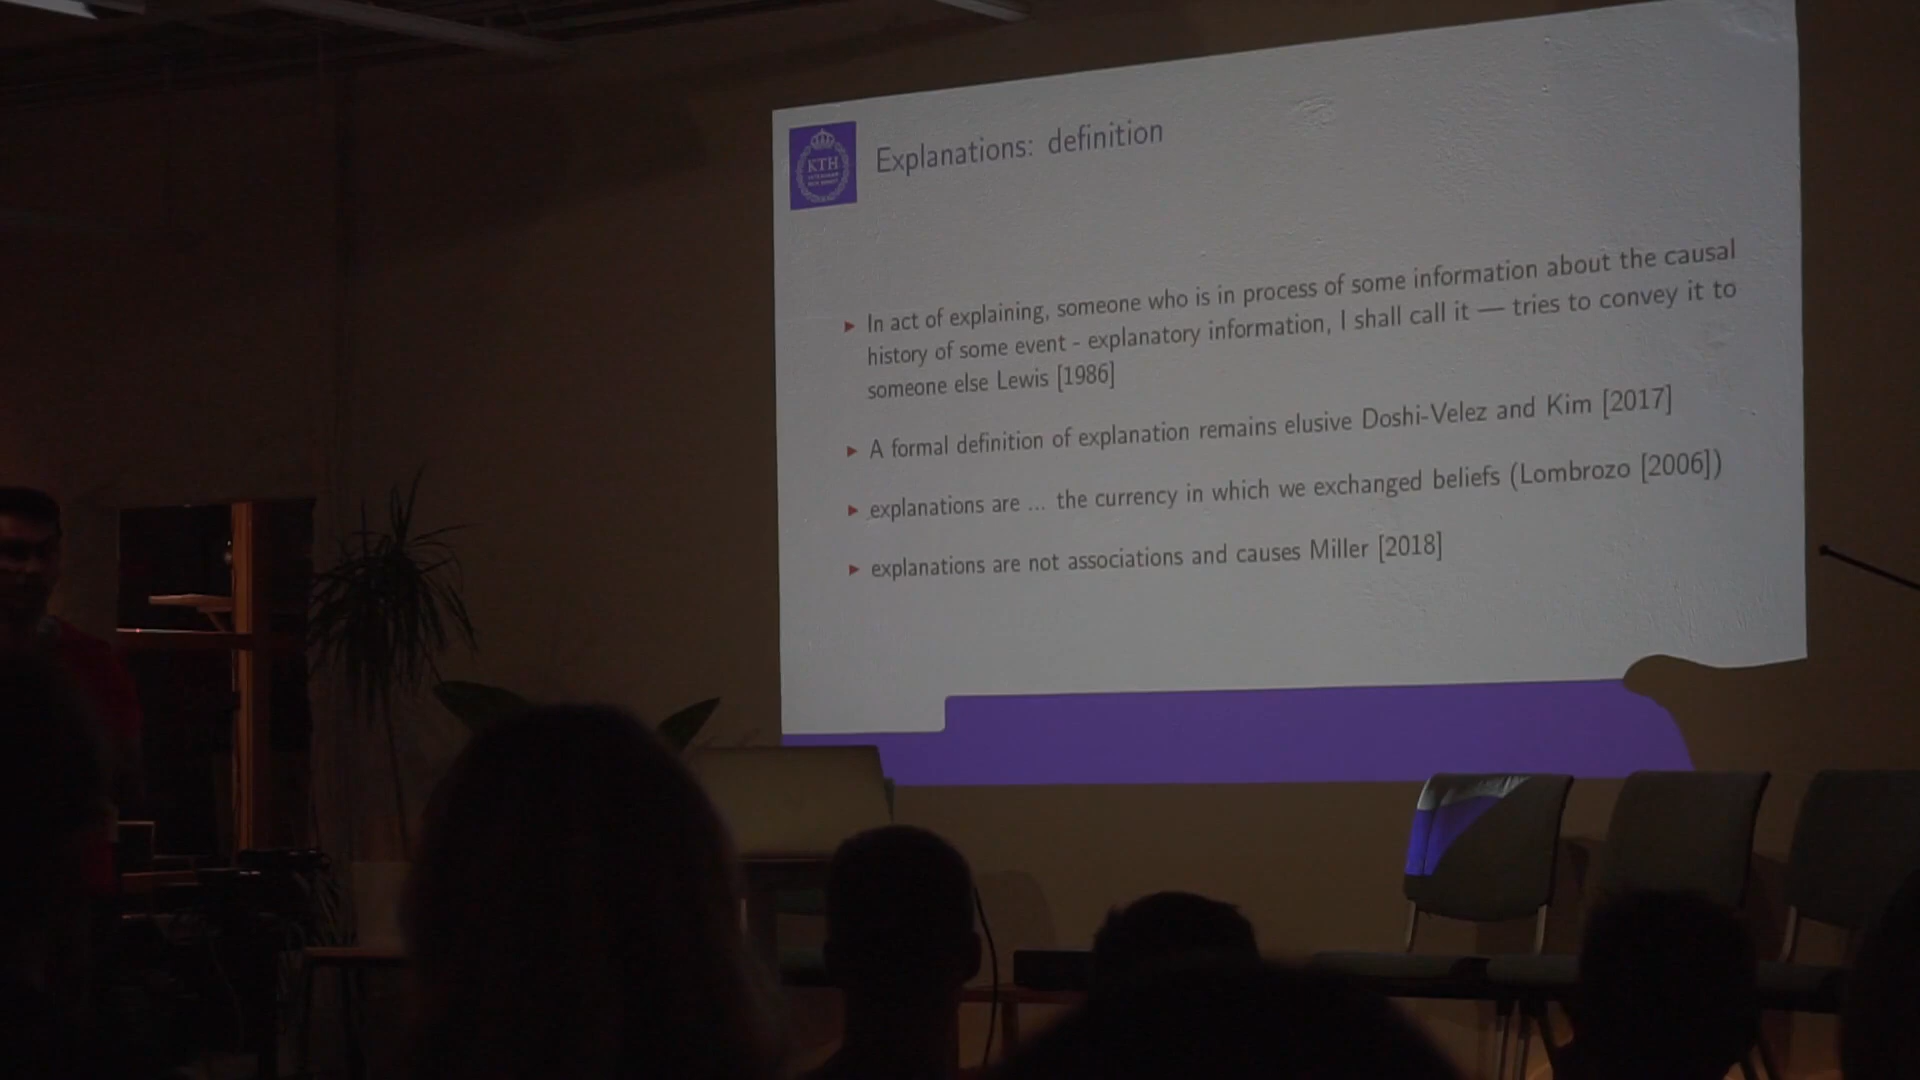 KTH
Explanations: definition
In act of explaining, someone who is in process of some information about the causal
history of some event - explanatory information, I shall call it — tries to convey it to
someone else Lewis [1986]
A formal definition of explanation remains elusive Doshi-Velez and Kim [2017]
explanations are ... the currency in which we exchanged beliefs (Lombrozo [2006])
explanations are not associations and causes Miller [2018]